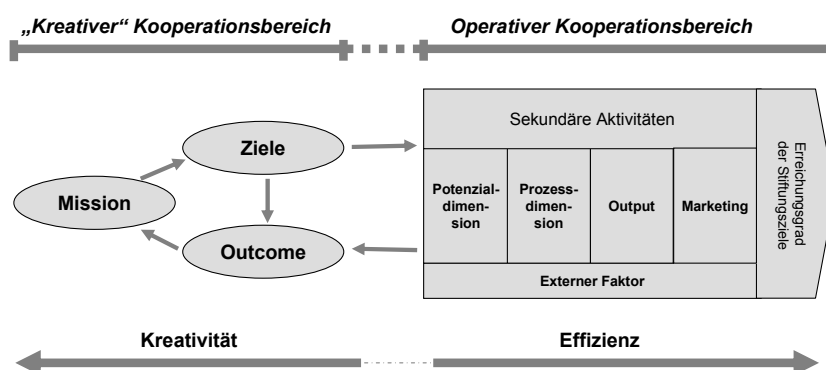 „Kreativer“ Kooperationsbereich
Operativer Kooperationsbereich
Sekundäre Aktivitäten
Ziele
Mission
Outcome
Potenzial-
dimen-
sion
Prozess-
dimen-
sion
Output
Marketing
Externer Faktor
Erreichungsgrad
der Stiftungsziele
Kreativität
Effizienz